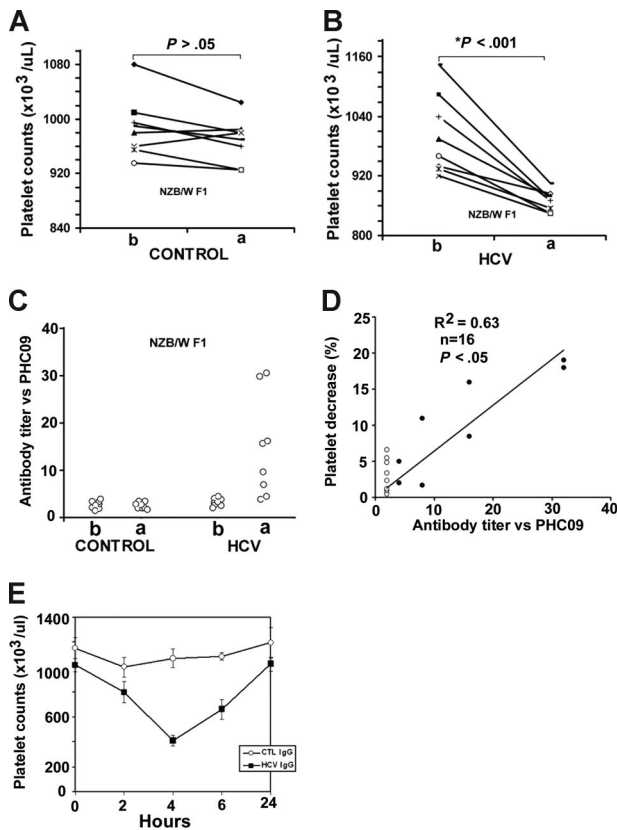 A
P > .05
Platelet counts (x10³ /uL)
1080
1000
920
840
NZB/W F1
b
a
CONTROL
B
*P < .001
Platelet counts (x10³ /uL)
1160
1040
920
800
NZB/W F1
b
a
HCV
C
NZB/W F1
Antibody titer vs PHC09
40
30
20
10
0
b
a
b
a
CONTROL
HCV
D
R² = 0.63
n=16
P < .05
Platelet decrease (%)
25
20
15
10
5
0
0
10
20
30
40
Antibody titer vs PHC09
E
Platelet counts (x10³/ul)
1400
1000
600
400
0
CTL IgG
HCV IgG
0
2
4
6
24
Hours